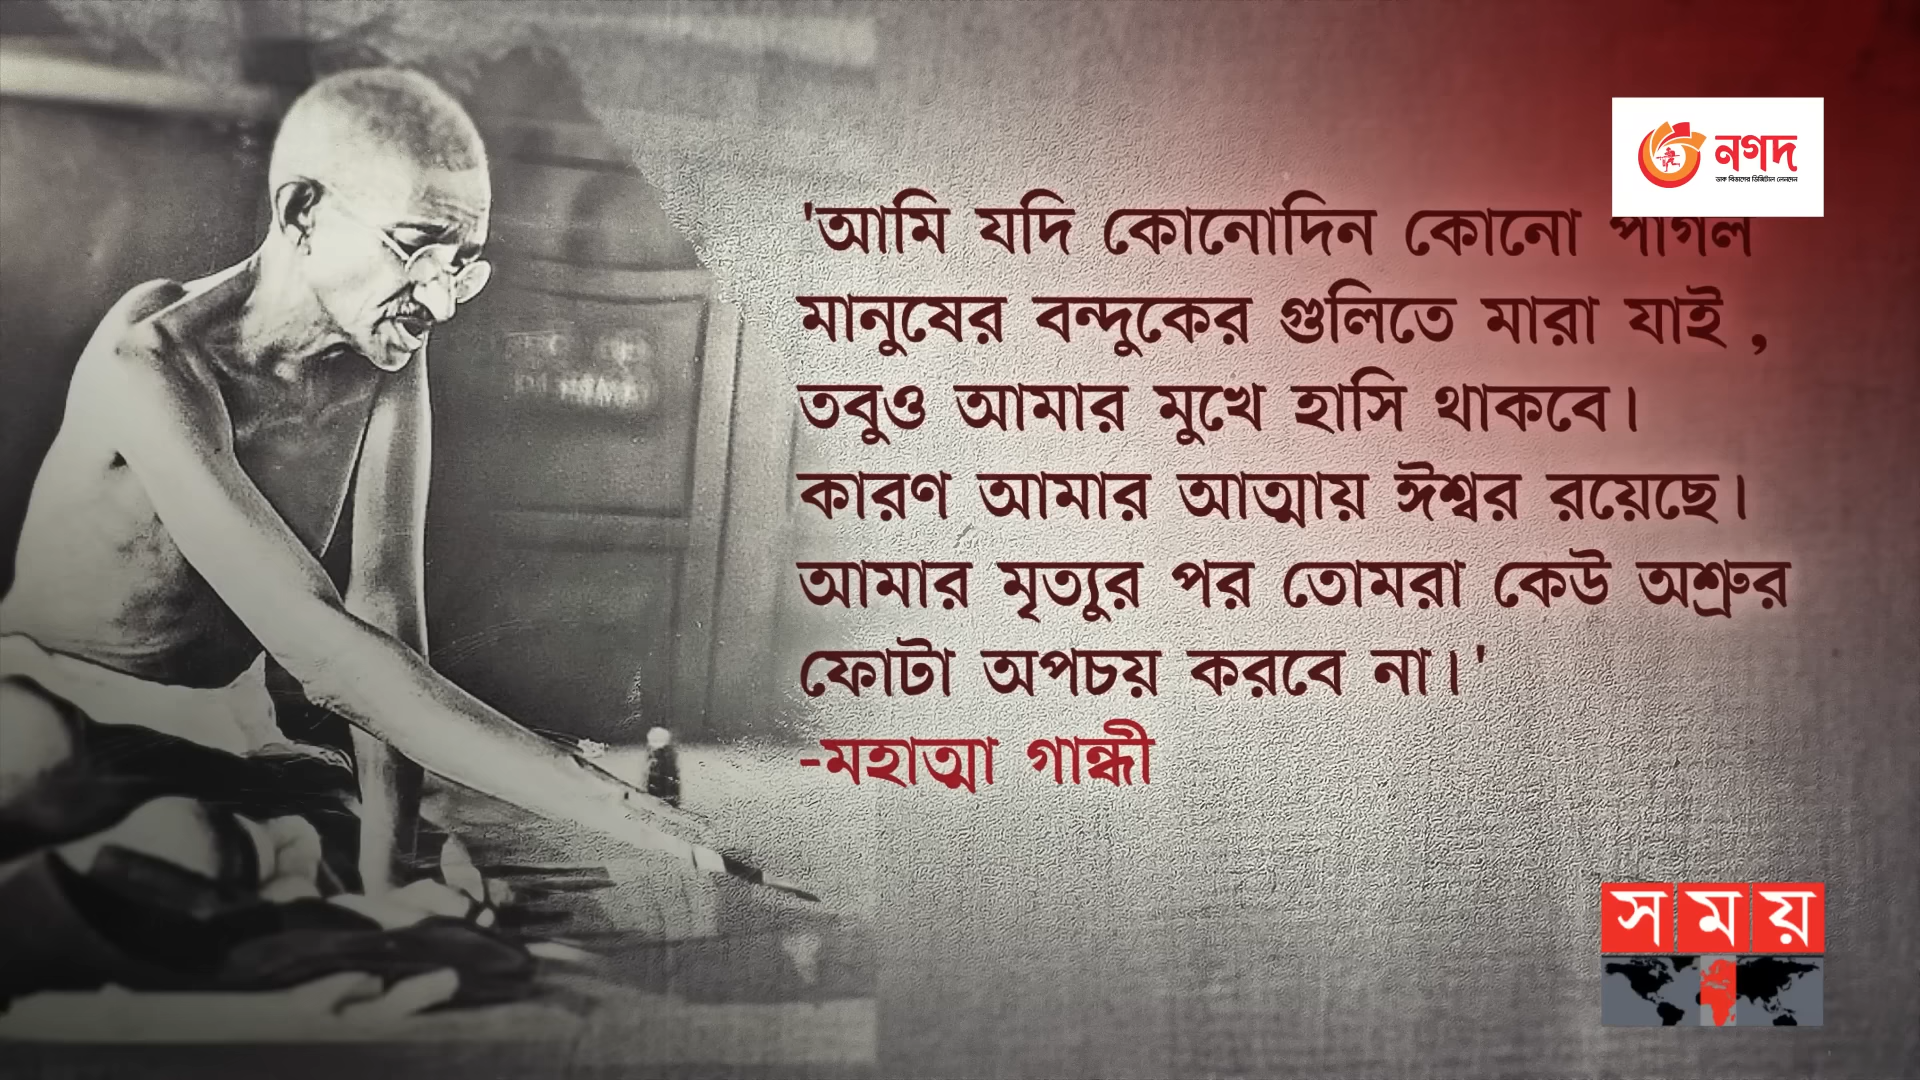 নগদ
ডাক বিভাগের ডিজিটাল লেনদেন
'আমি যদি কোনোদিন কোনো পাগল
মানুষের বন্দুকের গুলিতে মারা যাই ,
তবুও আমার মুখে হাসি থাকবে।
কারণ আমার আত্মায় ঈশ্বর রয়েছে।
আমার মৃত্যুর পর তোমরা কেউ অশ্রুর
ফোটা অপচয় করবে না।'
-মহাত্মা গান্ধী
সময়